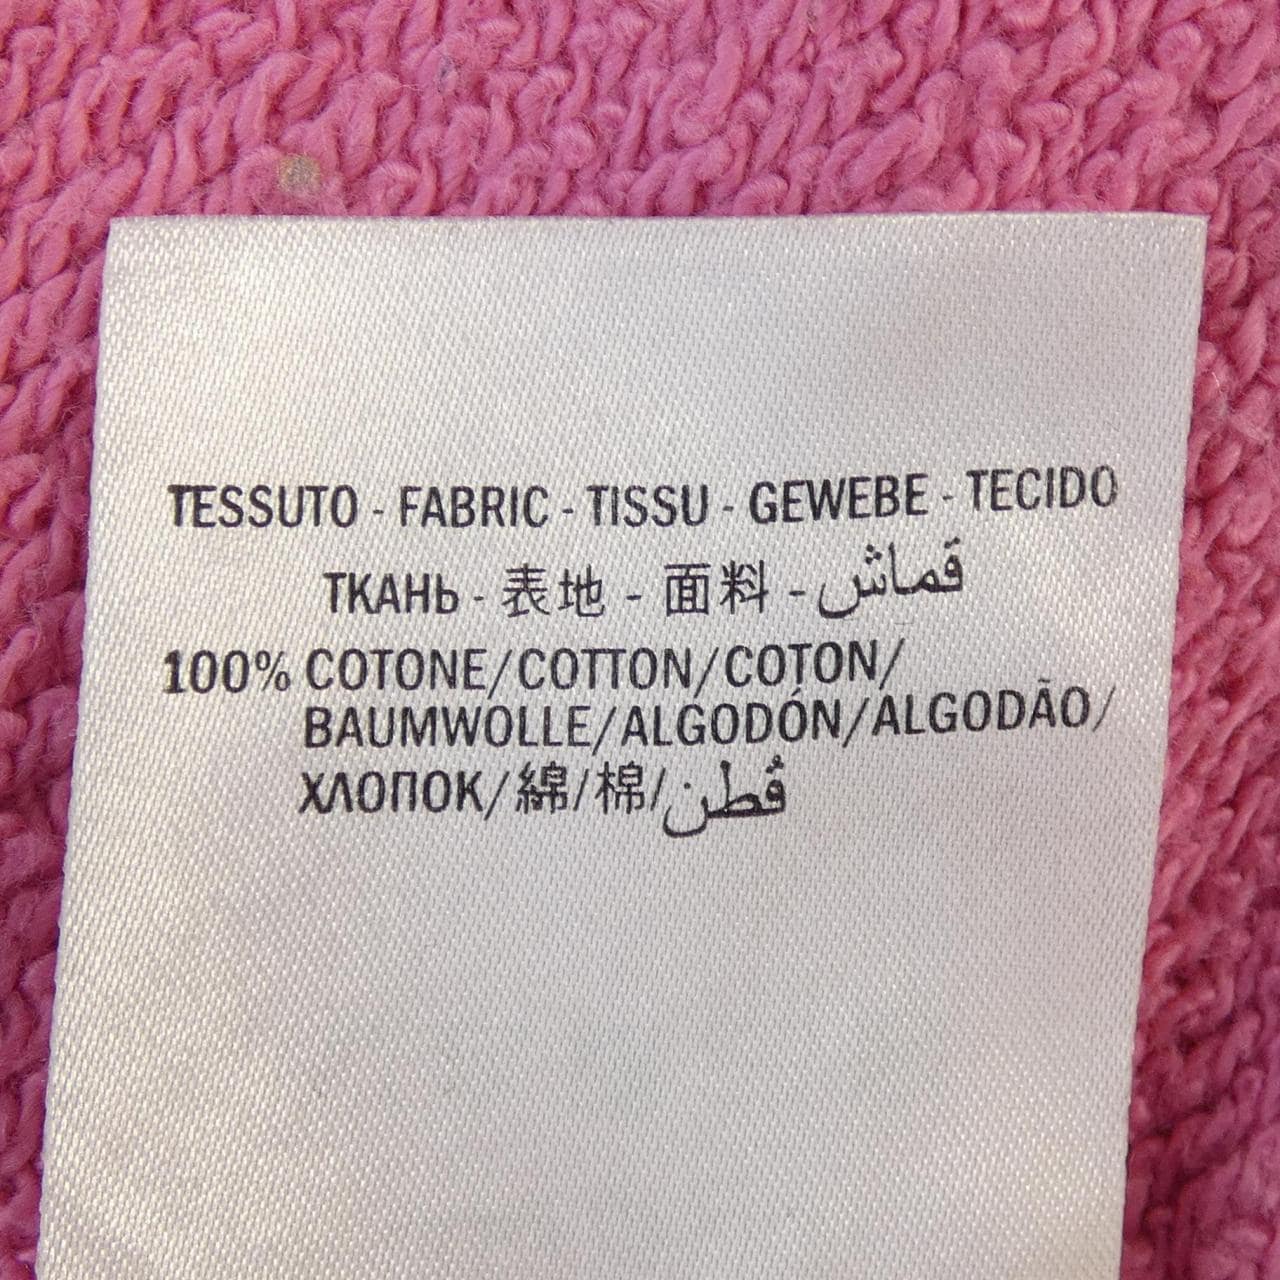 TESSUTO - FABRIC - TISSU - GEWEBE - TECIDO
ТКАНЬ - 表地 - 面料 - قماش
100% COTONE/COTTON/COTON/
BAUMWOLLE/ALGODÓN/ALGODÃO/
ХЛОПОК/綿/棉/قُطن